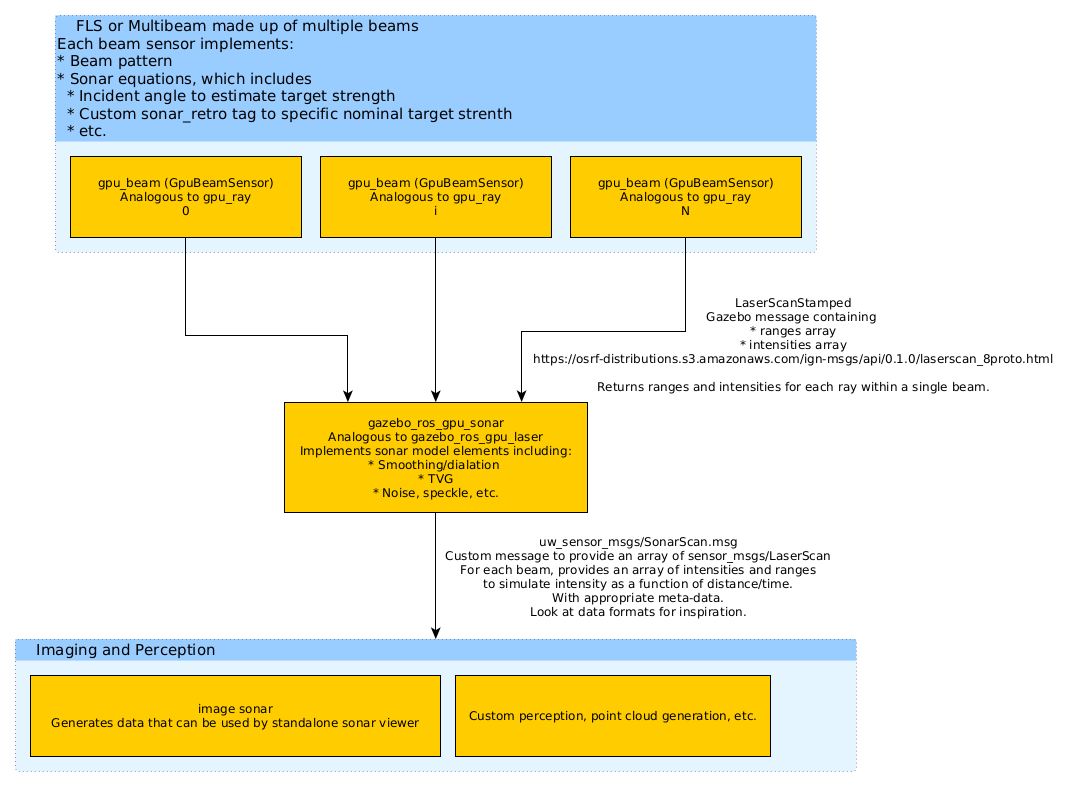 FLS or Multibeam made up of multiple beams
Each beam sensor implements:
* Beam pattern
* Sonar equations, which includes
* Incident angle to estimate target strength
* Custom sonar_retro tag to specific nominal target strenth
* etc.
gpu_beam (GpuBeamSensor)
Analogous to gpu_ray
0
gpu_beam (GpuBeamSensor)
Analogous to gpu_ray
i
gpu_beam (GpuBeamSensor)
Analogous to gpu_ray
N
LaserScanStamped
Gazebo message containing
* ranges array
* intensities array
https://osrf-distributions.s3.amazonaws.com/ign-msgs/api/0.1.0/laserscan_8proto.html
Returns ranges and intensities for each ray within a single beam.
gazebo_ros_gpu_sonar
Analogous to gazebo_ros_gpu_laser
Implements sonar model elements including:
* Smoothing/dialation
* TVG
* Noise, speckle, etc.
uw_sensor_msgs/SonarScan.msg
Custom message to provide an array of sensor_msgs/LaserScan
For each beam, provides an array of intensities and ranges
to simulate intensity as a function of distance/time.
With appropriate meta-data.
Look at data formats for inspiration.
Imaging and Perception
image sonar
Generates data that can be used by standalone sonar viewer
Custom perception, point cloud generation, etc.